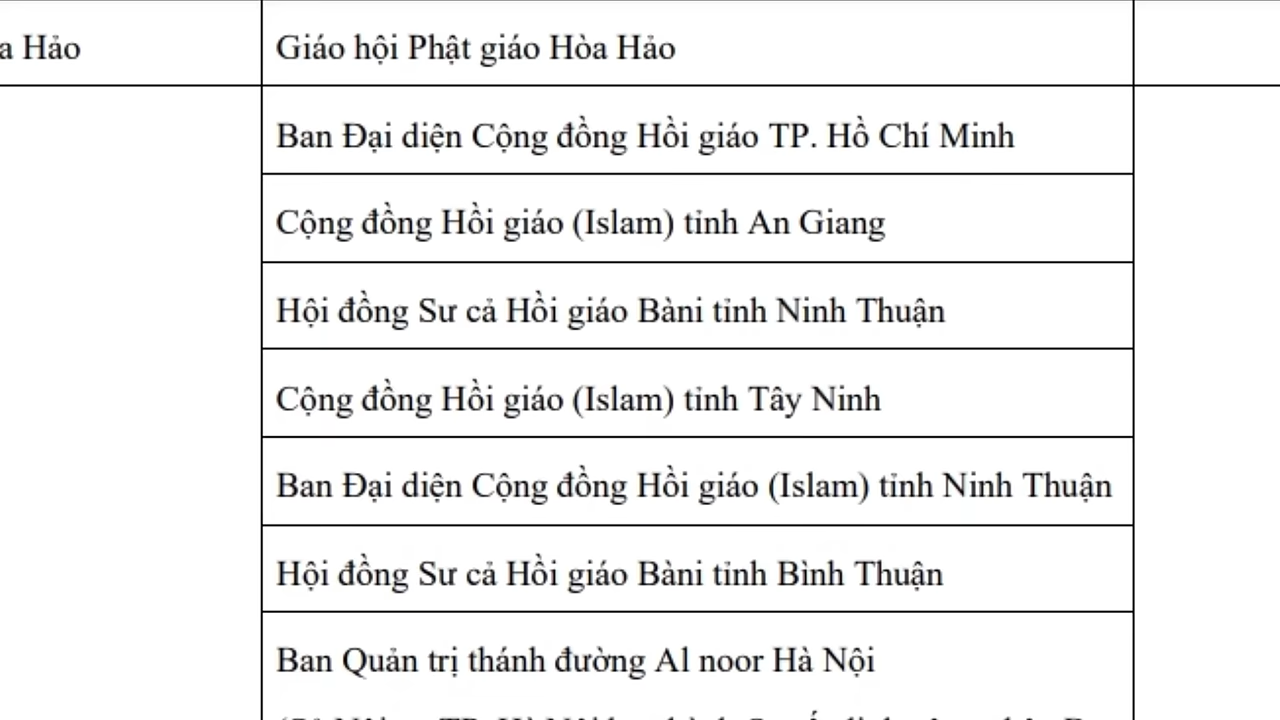 a Hảo
Giáo hội Phật giáo Hòa Hảo
Ban Đại diện Cộng đồng Hồi giáo TP. Hồ Chí Minh
Cộng đồng Hồi giáo (Islam) tỉnh An Giang
Hội đồng Sư cả Hồi giáo Bàni tỉnh Ninh Thuận
Cộng đồng Hồi giáo (Islam) tỉnh Tây Ninh
Ban Đại diện Cộng đồng Hồi giáo (Islam) tỉnh Ninh Thuận
Hội đồng Sư cả Hồi giáo Bàni tỉnh Bình Thuận
Ban Quản trị thánh đường Al noor Hà Nội